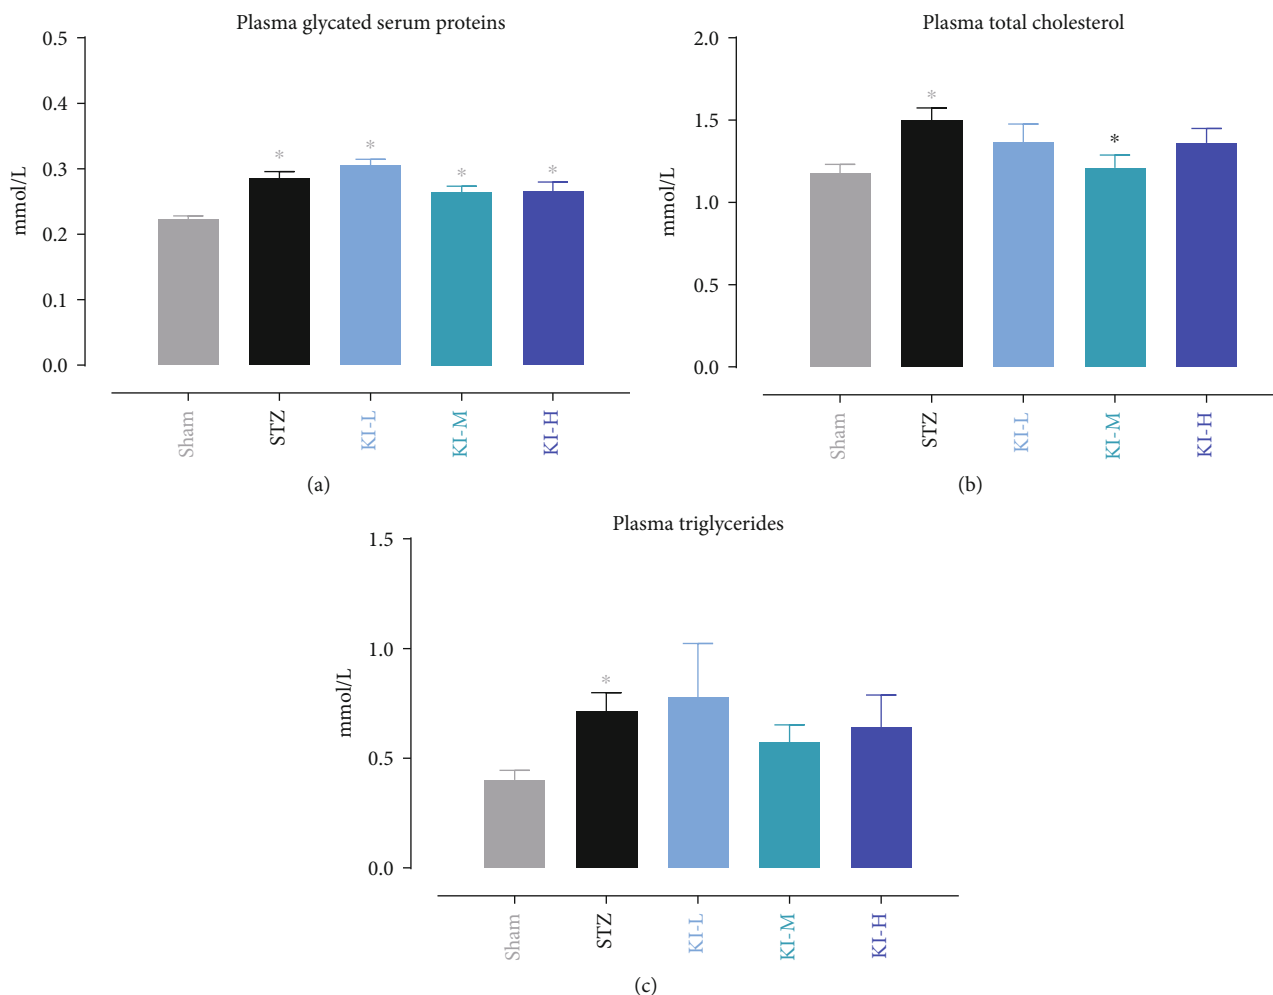 Plasma glycated serum proteins
0.5
0.4
0.3
0.2
0.1
0.0
mmol/L
*
*
*
*
Sham
STZ
KI-L
KI-M
KI-H
(a)
Plasma total cholesterol
2.0
1.5
1.0
0.5
0.0
mmol/L
*
*
Sham
STZ
KI-L
KI-M
KI-H
(b)
Plasma triglycerides
1.5
1.0
0.5
0.0
mmol/L
*
Sham
STZ
KI-L
KI-M
KI-H
(c)